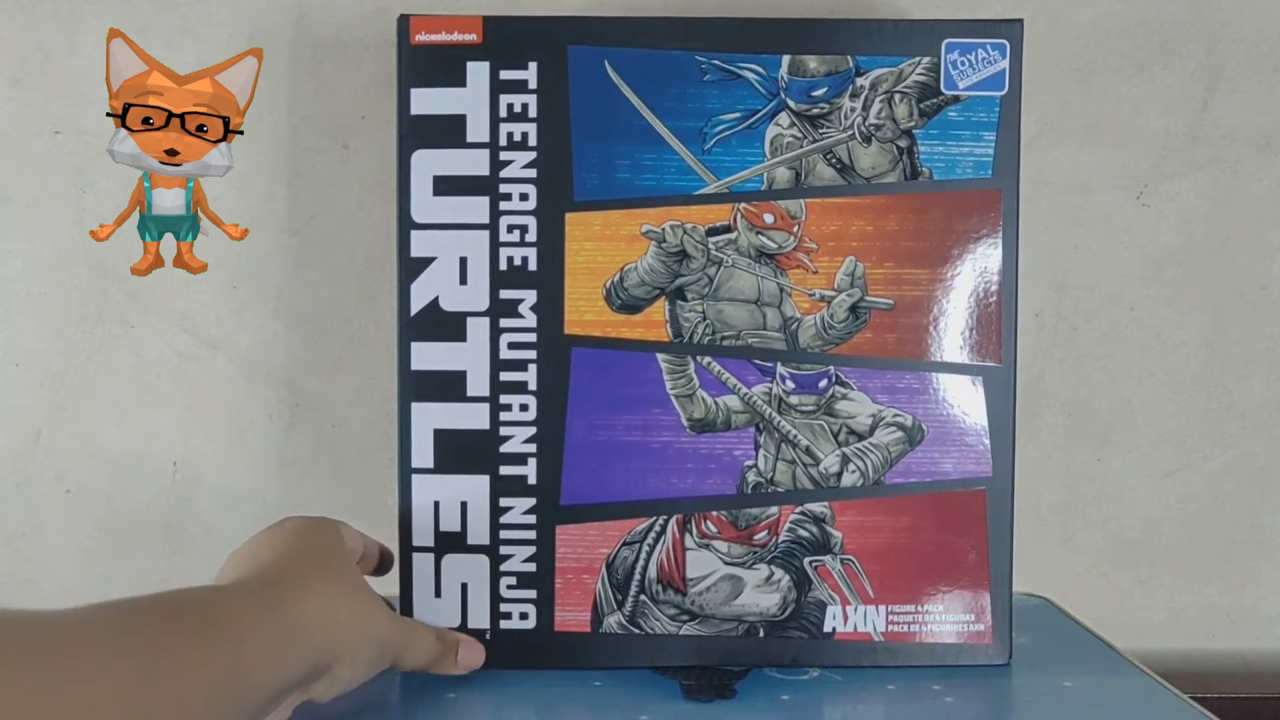 nickelodeon
TEENAGE MUTANT NINJA
TURTLES
THE
LOYAL
SUBJECTS
AXN
FIGURE 4 PACK
PAQUETE DE 4 FIGURAS
PACK DE 4 FIGURINES AXN
TM